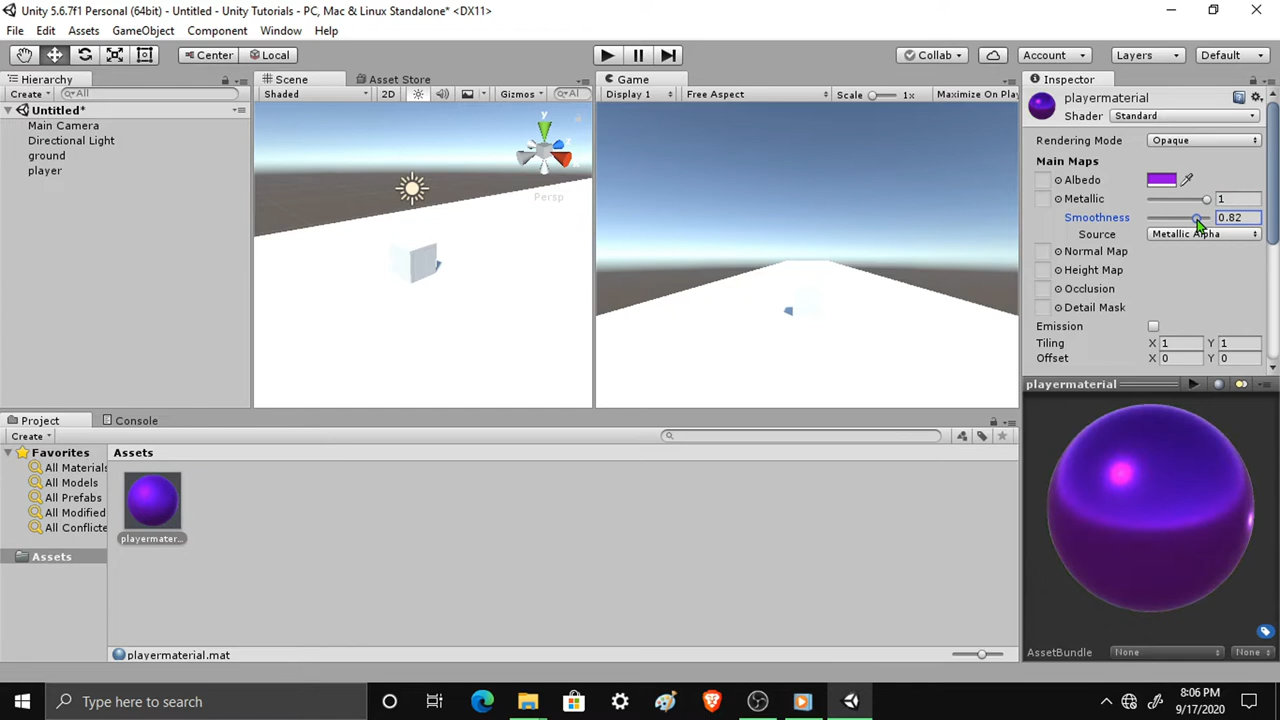 Unity 5.6.7f1 Personal (64bit) - Untitled - Unity Tutorials - PC, Mac & Linux Standalone* <DX11>
File Edit Assets GameObject Component Window Help
Center Local Collab Account Layers Default
Hierarchy Scene Asset Store Game Inspector
Create All Shaded 2D Gizmos Al Display 1 Free Aspect Scale 1x Maximize On Play
playermaterial
Shader Standard
Untitled*
Main Camera
Directional Light
ground
player
y
z
x
Persp
Rendering Mode Opaque
Main Maps
Albedo
Metallic 1
Smoothness 0.82
Source Metallic Alpha
Normal Map
Height Map
Occlusion
Detail Mask
Emission
Tiling X 1 Y 1
Offset X 0 Y 0
playermaterial
Project Console
Create
Favorites
All Materials
All Models
All Prefabs
All Modified
All Conflicte
Assets
Assets
playermater...
playermaterial.mat
AssetBundle None None
Type here to search
8:06 PM
9/17/2020